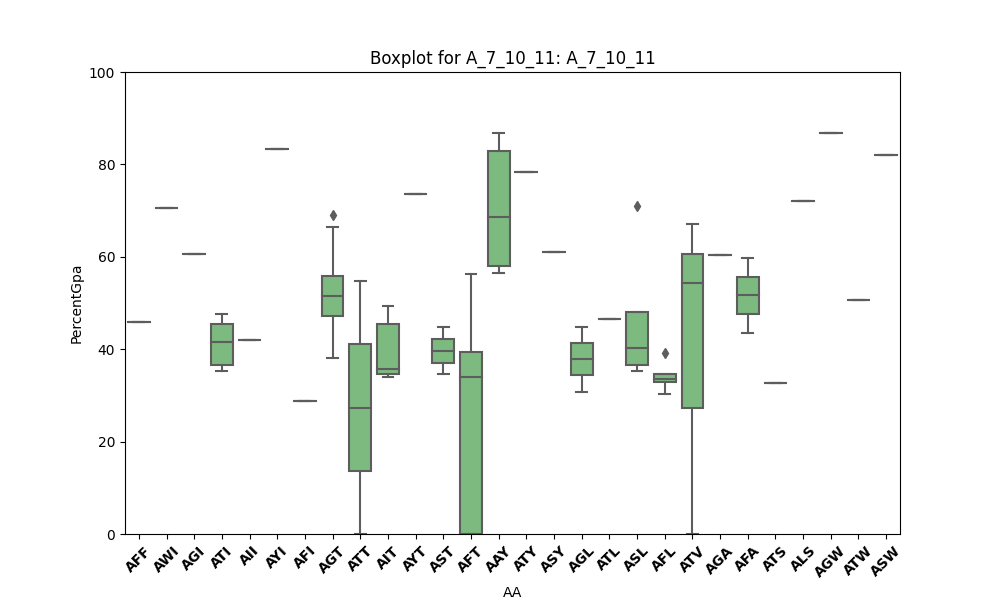 Boxplot for A_7_10_11: A_7_10_11
100
80
60
40
20
0
PercentGpa
AFF AWI AGI ATI AII AYI AFI AGT ATT AIT AYT AST AFT AAY ATY ASY AGL ATL ASL AFL ATV AGA AFA ATS ALS AGW ATW ASW
AA